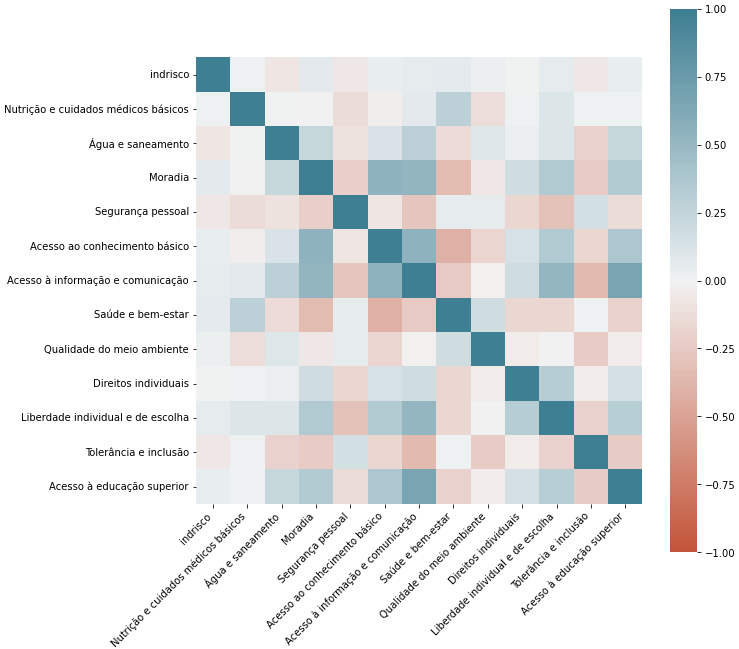 indrisco
Nutrição e cuidados médicos básicos
Água e saneamento
Moradia
Segurança pessoal
Acesso ao conhecimento básico
Acesso à informação e comunicação
Saúde e bem-estar
Qualidade do meio ambiente
Direitos individuais
Liberdade individual e de escolha
Tolerância e inclusão
Acesso à educação superior
indrisco
Nutrição e cuidados médicos básicos
Água e saneamento
Moradia
Segurança pessoal
Acesso ao conhecimento básico
Acesso à informação e comunicação
Saúde e bem-estar
Qualidade do meio ambiente
Direitos individuais
Liberdade individual e de escolha
Tolerância e inclusão
Acesso à educação superior
1.00
0.75
0.50
0.25
0.00
−0.25
−0.50
−0.75
−1.00